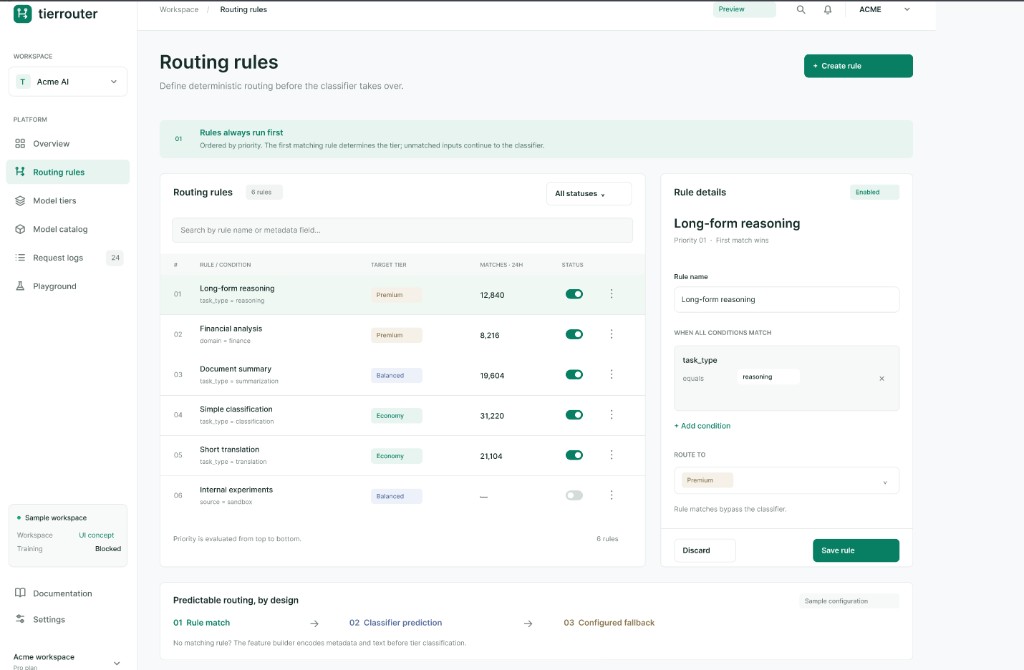 tierrouter
Workspace / Routing rules
Preview
ACME
WORKSPACE
T Acme AI
PLATFORM
Overview
Routing rules
Model tiers
Model catalog
Request logs 24
Playground
Sample workspace
Workspace UI concept
Training Blocked
Documentation
Settings
Acme workspace
Pro plan
Routing rules
Define deterministic routing before the classifier takes over.
+ Create rule
01 Rules always run first
Ordered by priority. The first matching rule determines the tier; unmatched inputs continue to the classifier.
Routing rules 6 rules
All statuses
Search by rule name or metadata field...
# RULE / CONDITION TARGET TIER MATCHES · 24H STATUS
01 Long-form reasoning Premium 12,840
task_type = reasoning
02 Financial analysis Premium 8,216
domain = finance
03 Document summary Balanced 19,604
task_type = summarization
04 Simple classification Economy 31,220
task_type = classification
05 Short translation Economy 21,104
task_type = translation
06 Internal experiments Balanced —
source = sandbox
Priority is evaluated from top to bottom. 6 rules
Rule details Enabled
Long-form reasoning
Priority 01 · First match wins
Rule name
Long-form reasoning
WHEN ALL CONDITIONS MATCH
task_type
equals reasoning ×
+ Add condition
ROUTE TO
Premium
Rule matches bypass the classifier.
Discard Save rule
Predictable routing, by design Sample configuration
01 Rule match → 02 Classifier prediction → 03 Configured fallback
No matching rule? The feature builder encodes metadata and text before tier classification.